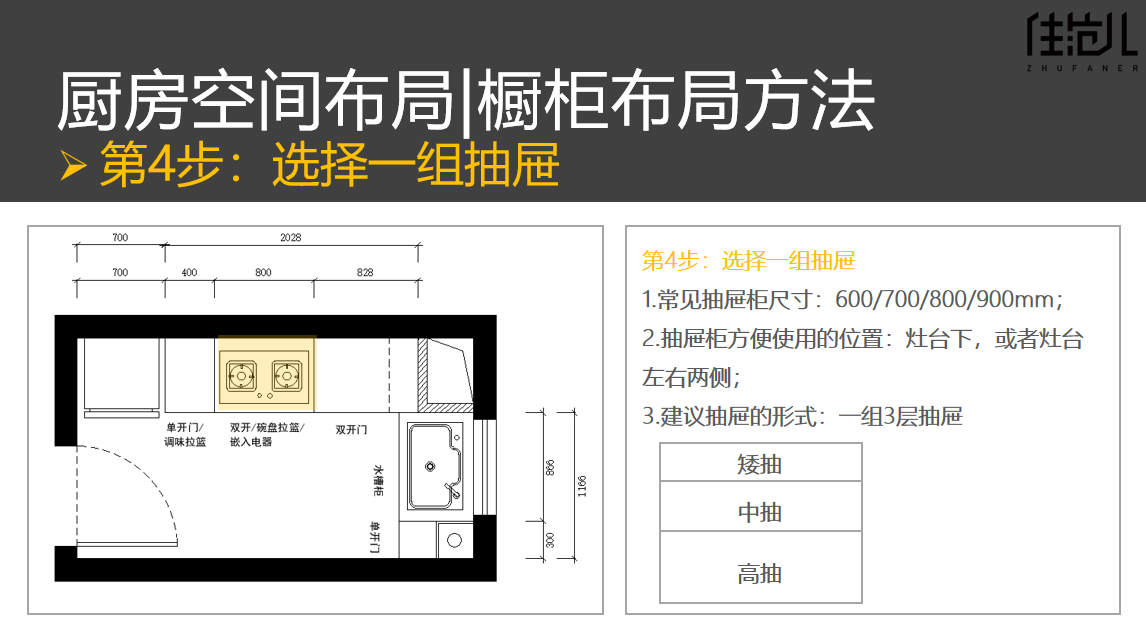 佳范儿
ZHUFANER
厨房空间布局|橱柜布局方法
第4步：选择一组抽屉
700 2028
700 400 800 828
单开门/
调味拉篮
双开/碗盘拉篮/
嵌入电器
双开门
水槽柜
单开门
866
1166
300
第4步：选择一组抽屉
1.常见抽屉柜尺寸：600/700/800/900mm；
2.抽屉柜方便使用的位置：灶台下，或者灶台
左右两侧；
3.建议抽屉的形式：一组3层抽屉
矮抽
中抽
高抽